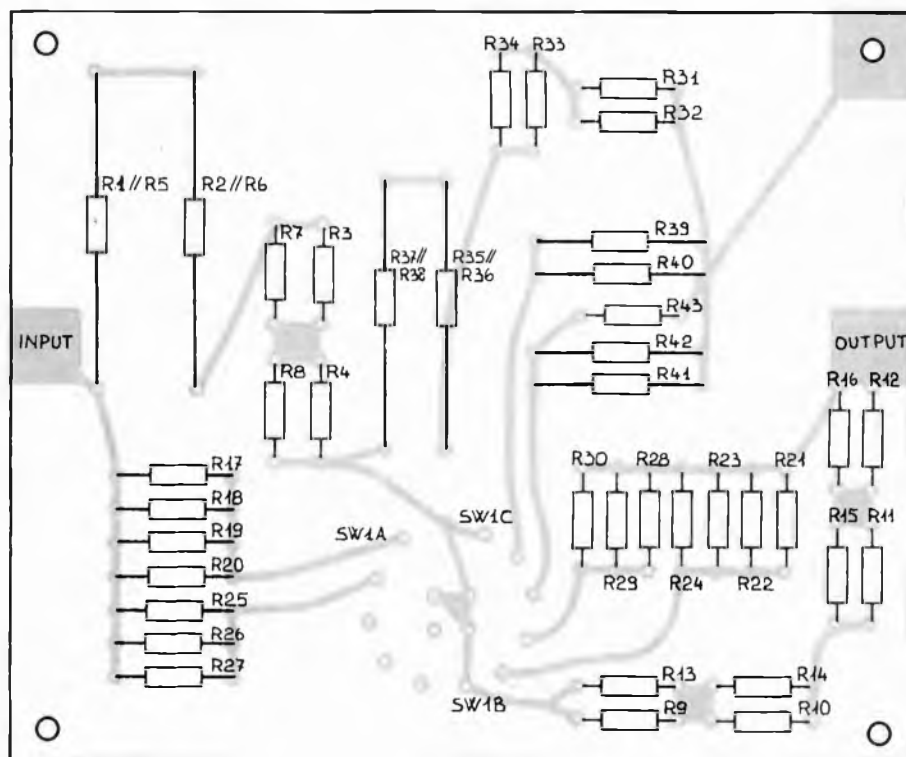 R34 R33
R31
R32
R1//R5
R2//R6
R7 R3
R37//
R38
R35//
R36
R39
R40
R43
R42
R41
INPUT
OUTPUT
R8 R4
R16 R12
R17
R18
R19
R20
R25
R26
R27
SW1A
SW1C
R30 R28 R23 R21
R29 R24 R22
R15 R11
SW1B
R13 R14
R9 R10